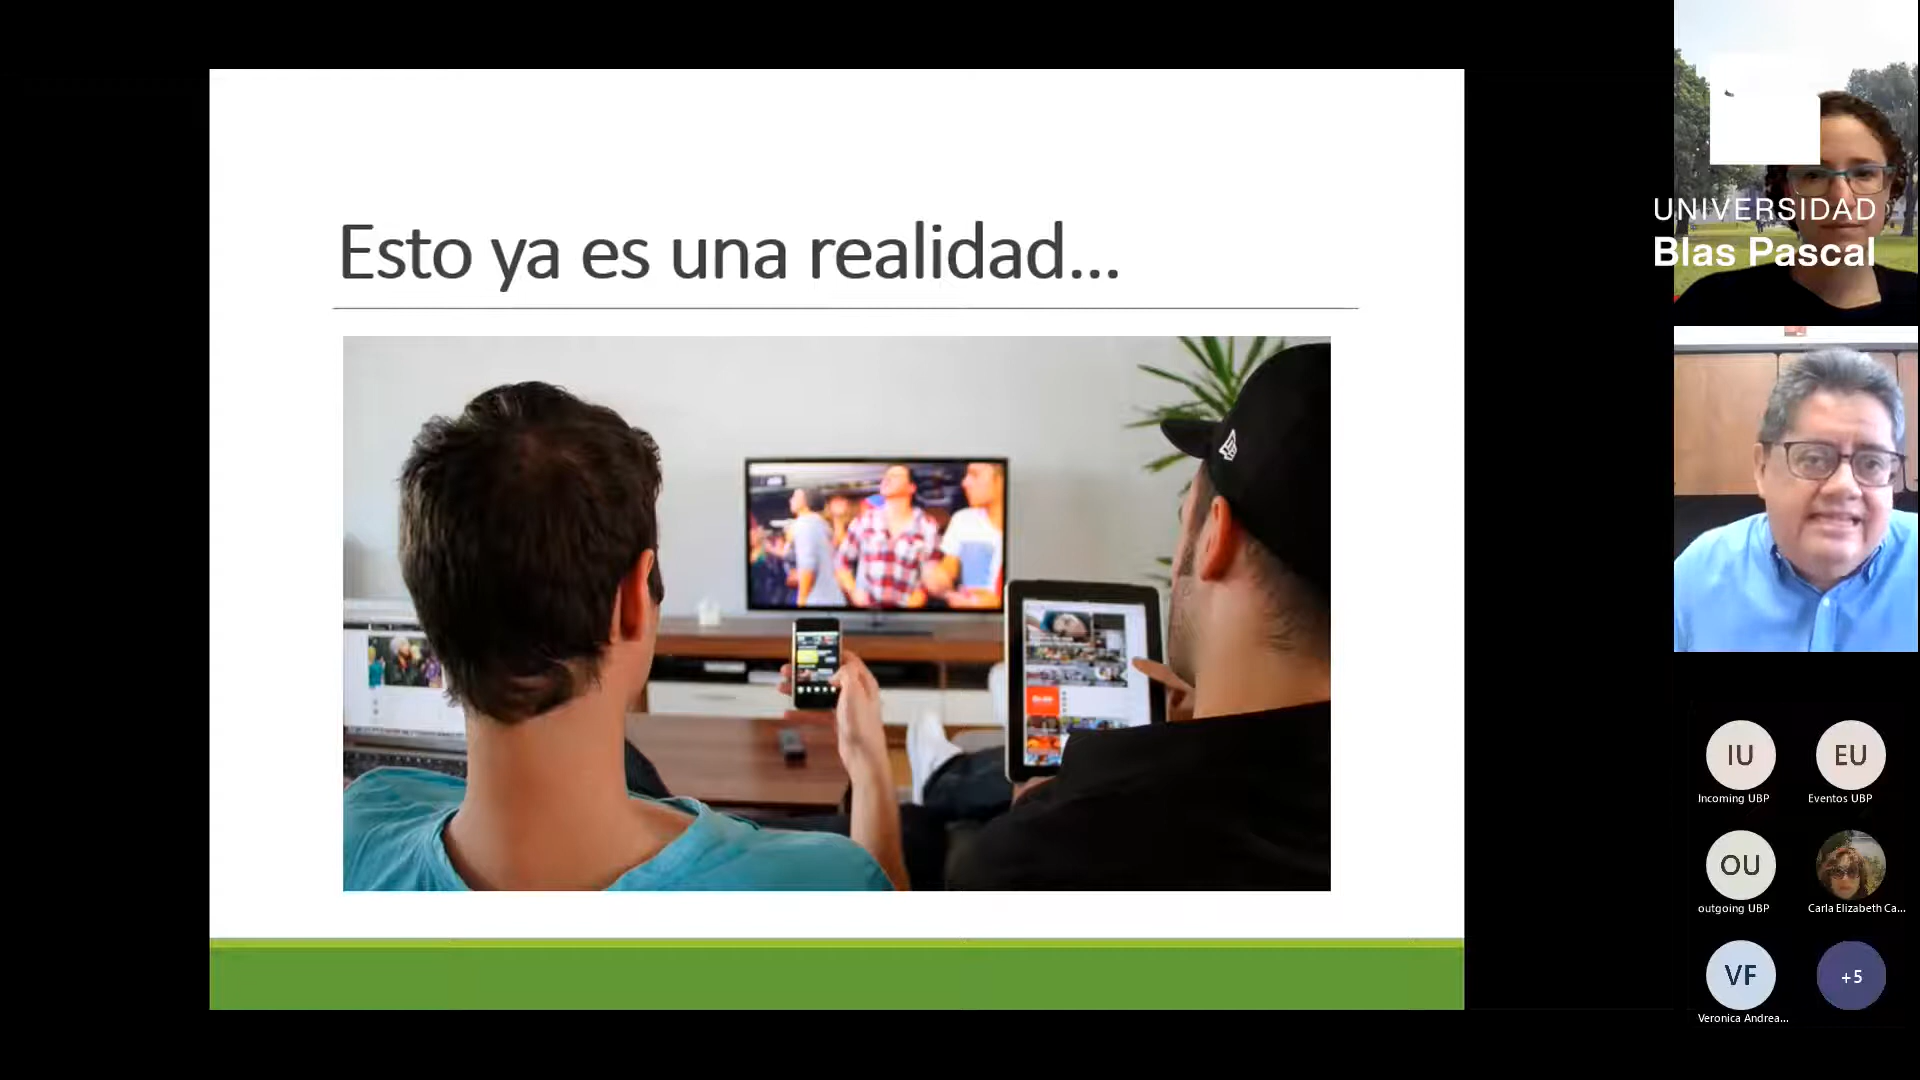 Esto ya es una realidad...
UNIVERSIDAD
Blas Pascal
IU
Incoming UBP
EU
Eventos UBP
OU
outgoing UBP
Carla Elizabeth Ca...
VF
Veronica Andrea...
+5